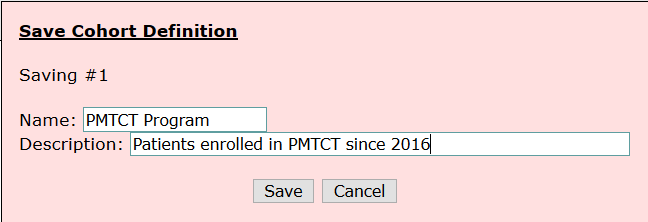 Save Cohort Definition
Saving #1
Name: PMTCT Program
Description: Patients enrolled in PMTCT since 2016
Save Cancel